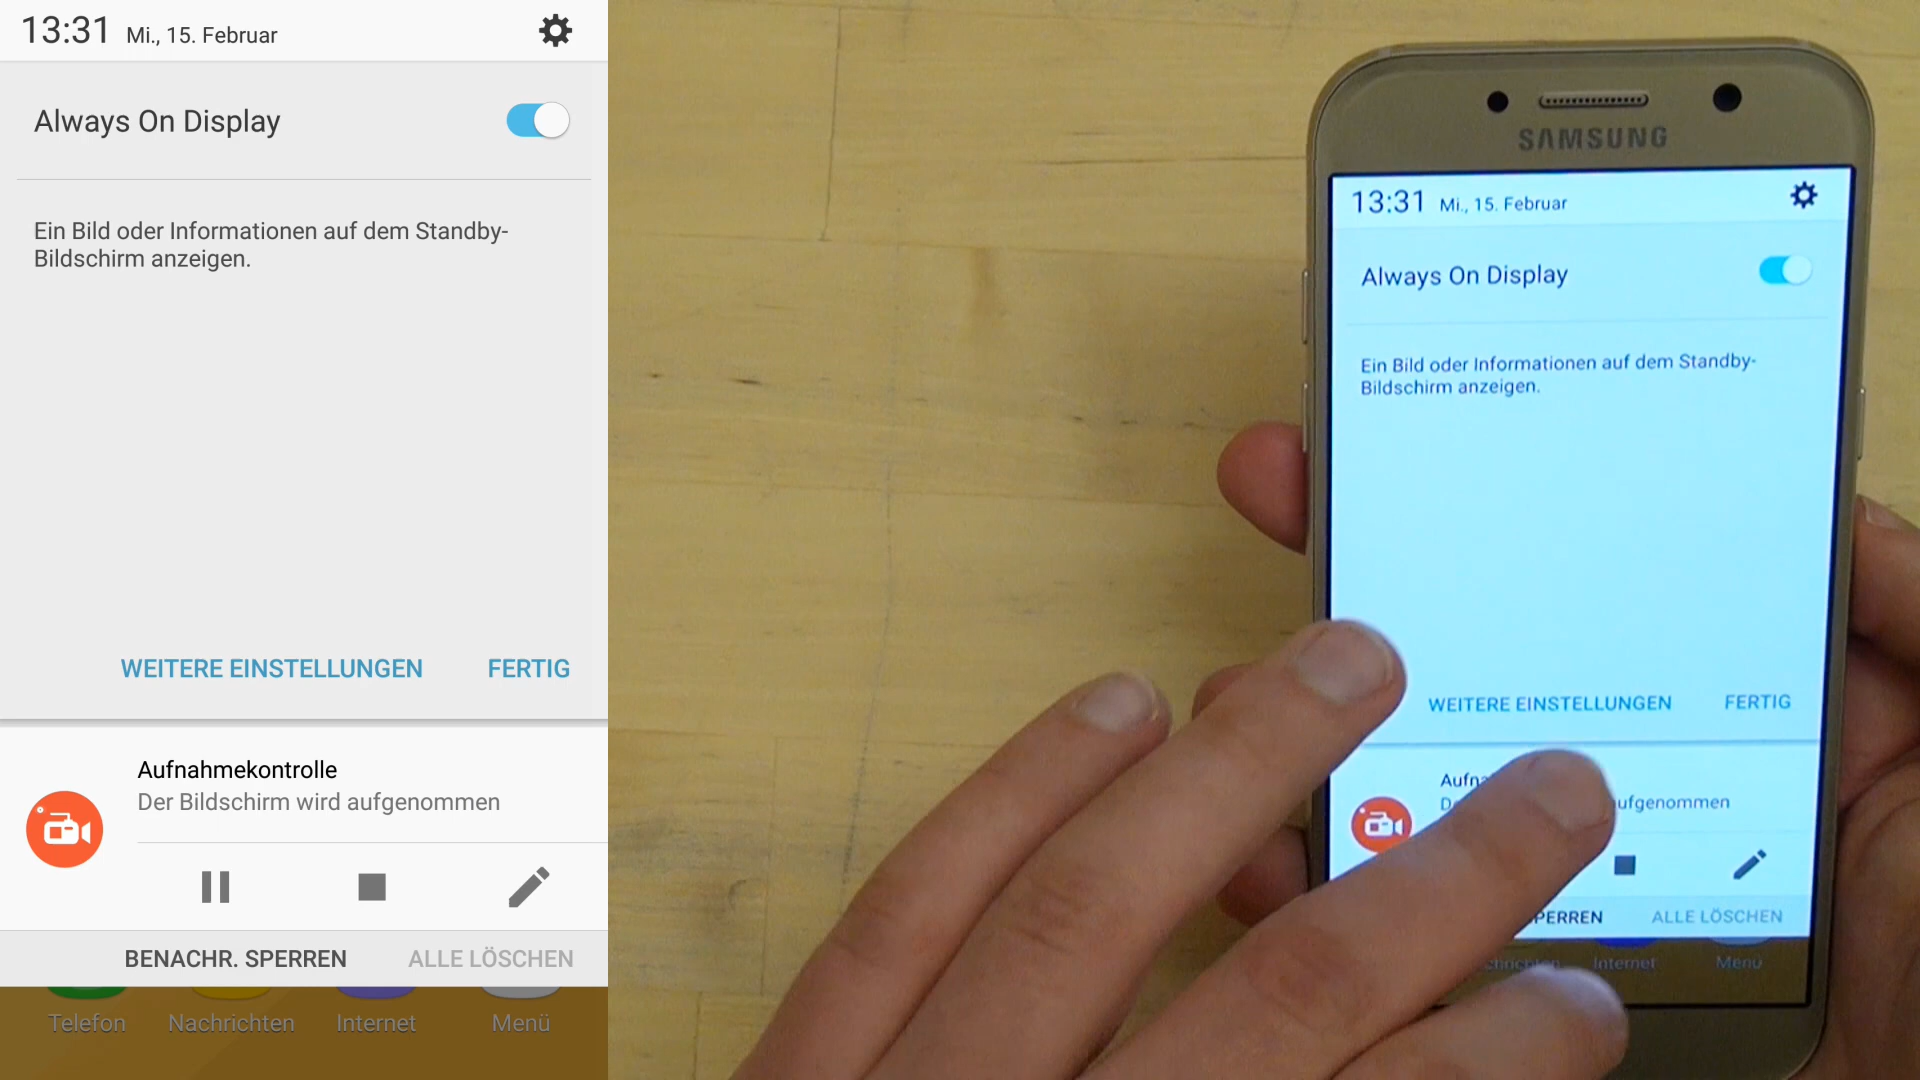 13:31 Mi., 15. Februar
Always On Display
Ein Bild oder Informationen auf dem Standby-
Bildschirm anzeigen.
WEITERE EINSTELLUNGEN FERTIG
Aufnahmekontrolle
Der Bildschirm wird aufgenommen
BENACHR. SPERREN ALLE LÖSCHEN
Telefon Nachrichten Internet Menü
SAMSUNG
13:31 Mi., 15. Februar
Always On Display
Ein Bild oder Informationen auf dem Standby-
Bildschirm anzeigen.
WEITERE EINSTELLUNGEN FERTIG
ufgenommen
PERREN ALLE LÖSCHEN
Internet Menü